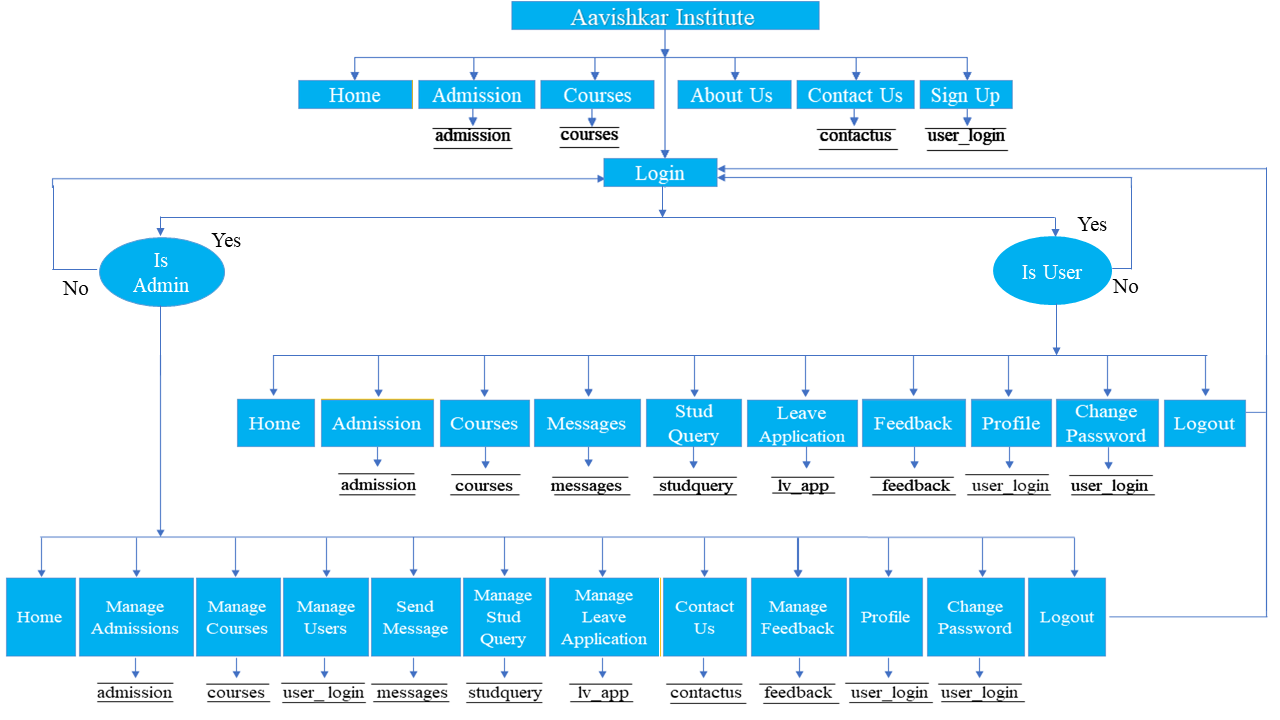 Aavishkar Institute
Home Admission Courses About Us Contact Us Sign Up
admission courses contactus user_login
Login
Yes Yes
Is
Admin
Is User
No No
Home Admission Courses Messages Stud
Query Leave
Application Feedback Profile Change
Password Logout
admission courses messages studquery lv_app feedback user_login user_login
Home Manage
Admissions Manage
Courses Manage
Users Send
Message Manage
Stud
Query Manage
Leave
Application Contact
Us Manage
Feedback Profile Change
Password Logout
admission courses user_login messages studquery lv_app contactus feedback user_login user_login